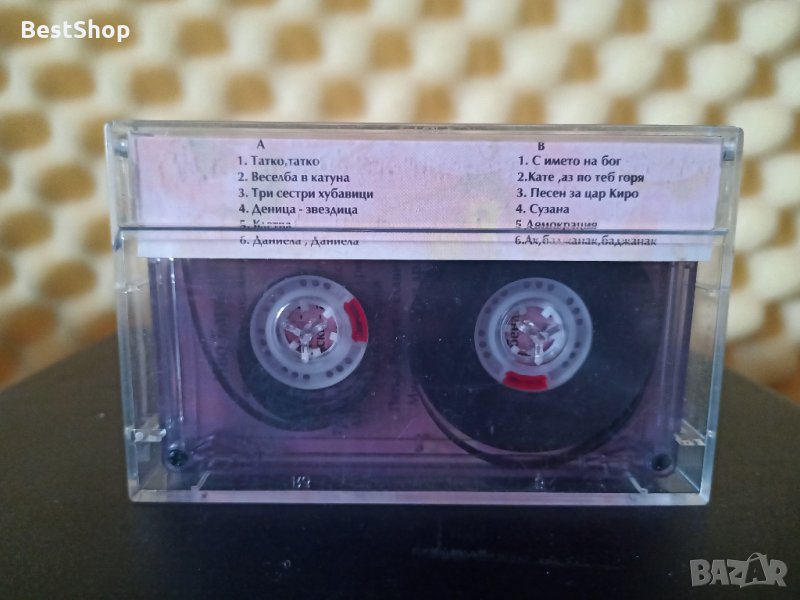 BestShop
A
1. Татко,татко
2. Веселба в катуна
3. Три сестри хубавици
4. Деница - звездица
5.
6. Даниела , Даниела
B
1. С името на бог
2.Кате ,аз по теб горя
3. Песен за цар Киро
4. Сузана
5 Демокрация
6.Ах,баджанак,баджанак
BAZAR